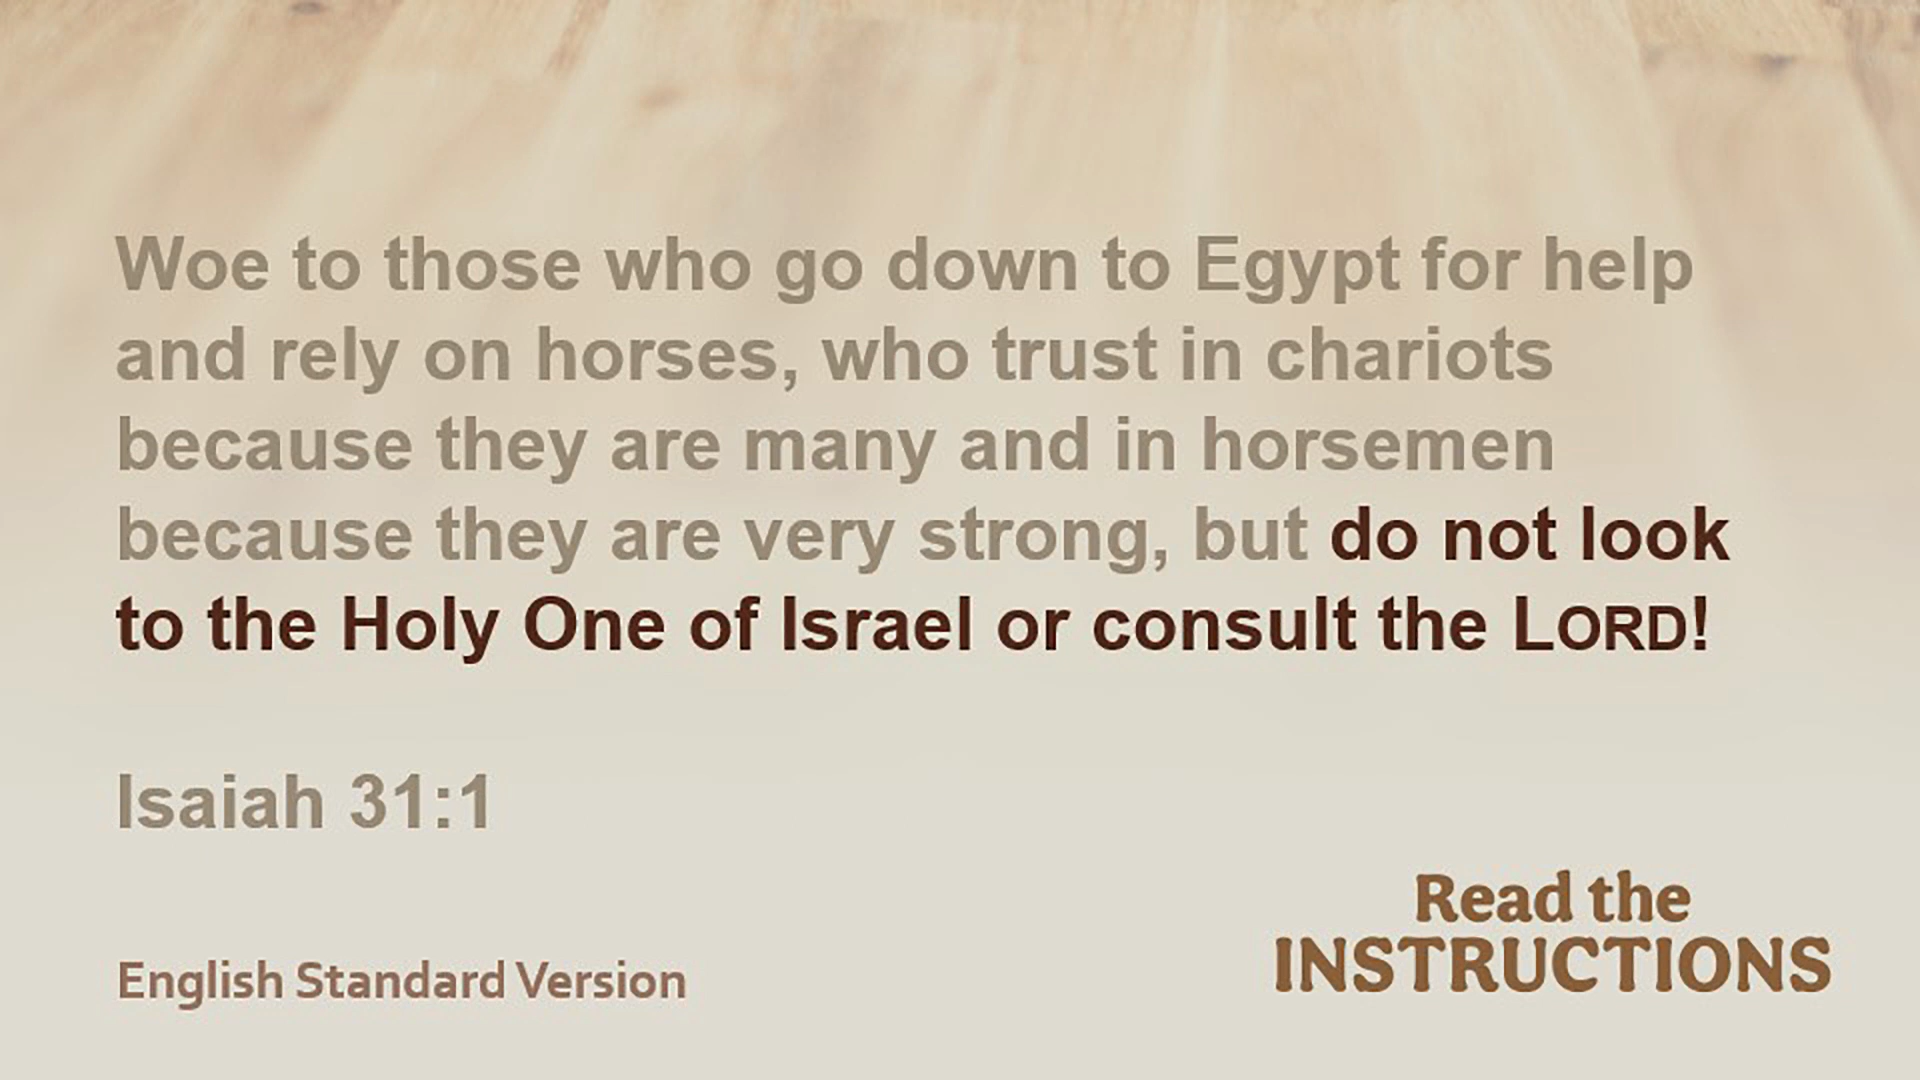 Woe to those who go down to Egypt for help
and rely on horses, who trust in chariots
because they are many and in horsemen
because they are very strong, but do not look
to the Holy One of Israel or consult the LORD!
Isaiah 31:1
Read the
INSTRUCTIONS
English Standard Version